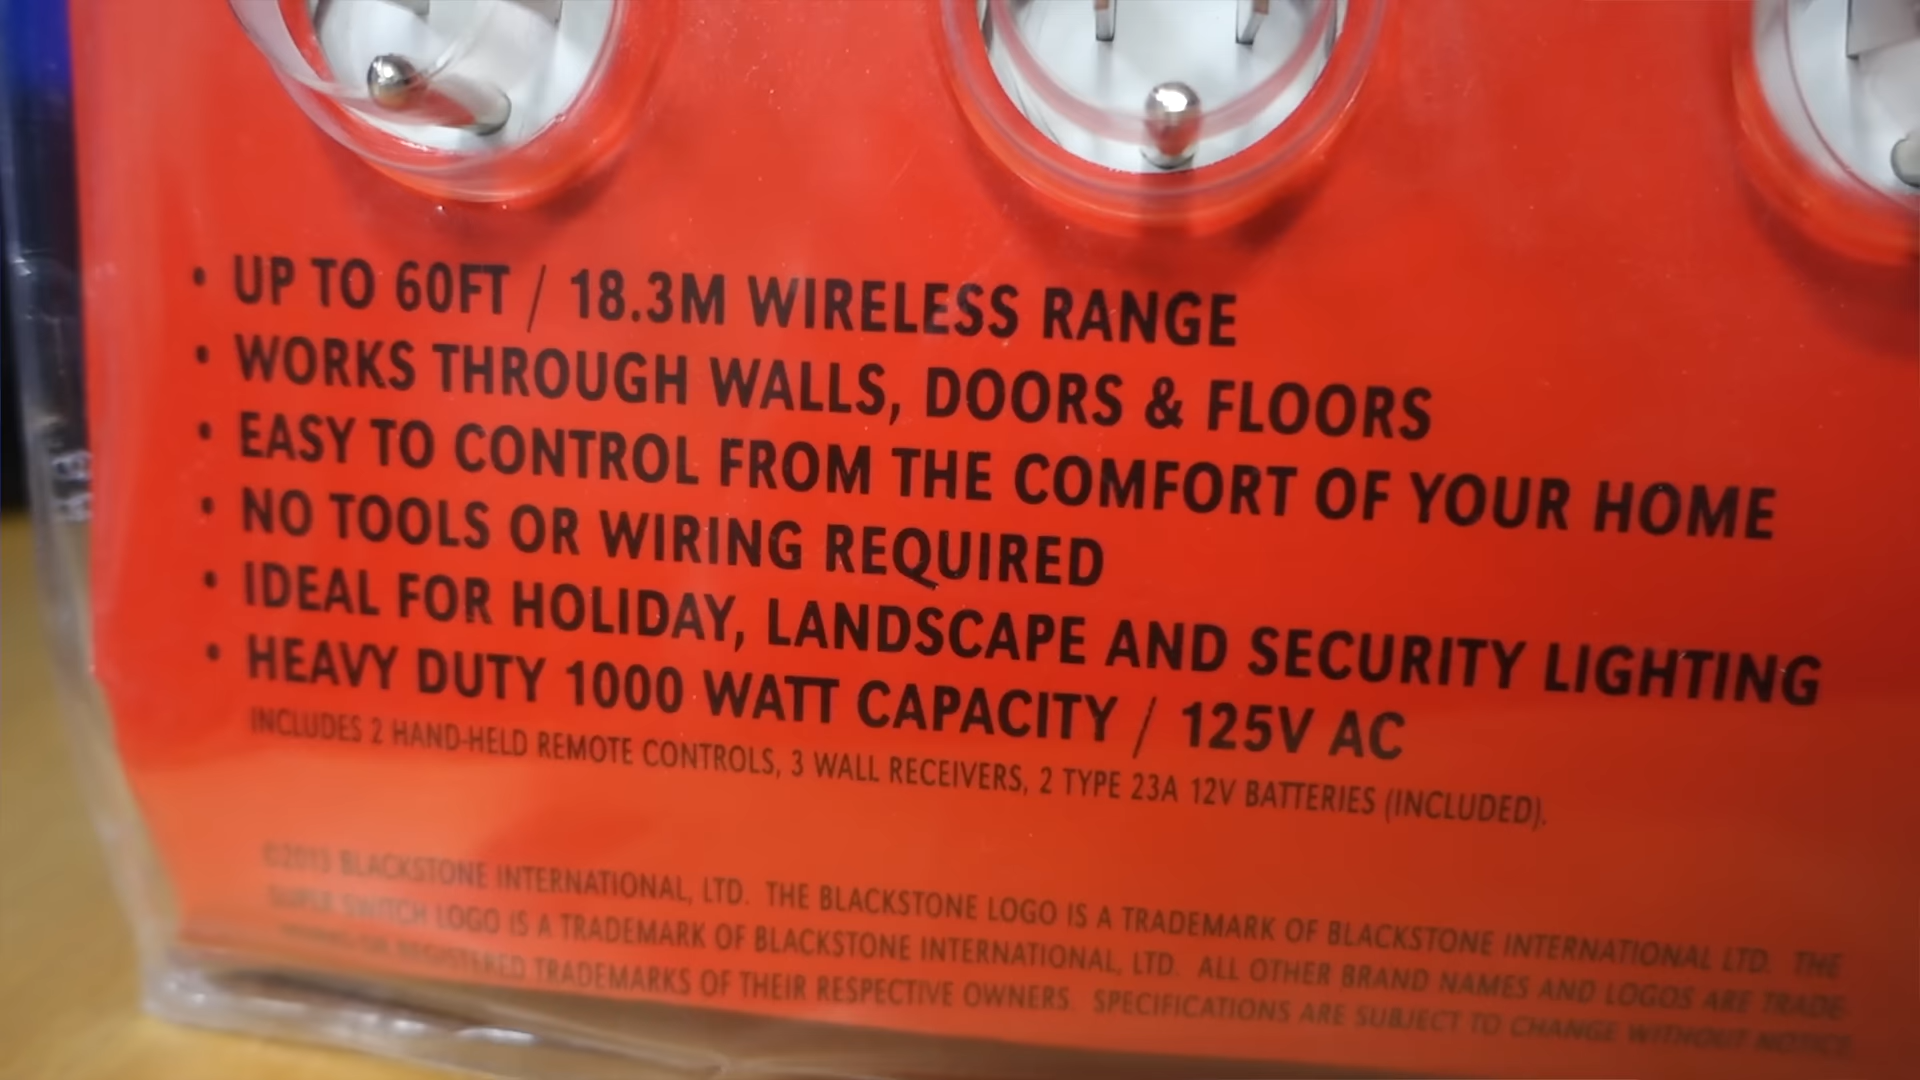 • UP TO 60FT / 18.3M WIRELESS RANGE
• WORKS THROUGH WALLS, DOORS & FLOORS
• EASY TO CONTROL FROM THE COMFORT OF YOUR HOME
• NO TOOLS OR WIRING REQUIRED
• IDEAL FOR HOLIDAY, LANDSCAPE AND SECURITY LIGHTING
• HEAVY DUTY 1000 WATT CAPACITY / 125V AC
INCLUDES 2 HAND-HELD REMOTE CONTROLS, 3 WALL RECEIVERS, 2 TYPE 23A 12V BATTERIES (INCLUDED).
BLACKSTONE INTERNATIONAL, LTD. THE BLACKSTONE LOGO IS A TRADEMARK OF BLACKSTONE INTERNATIONAL LTD. THE
SUPER SWITCH LOGO IS A TRADEMARK OF BLACKSTONE INTERNATIONAL, LTD. ALL OTHER BRAND NAMES AND LOGOS ARE TRADE-
OR REGISTERED TRADEMARKS OF THEIR RESPECTIVE OWNERS. SPECIFICATIONS ARE SUBJECT TO CHANGE WITHOUT NOTICE.